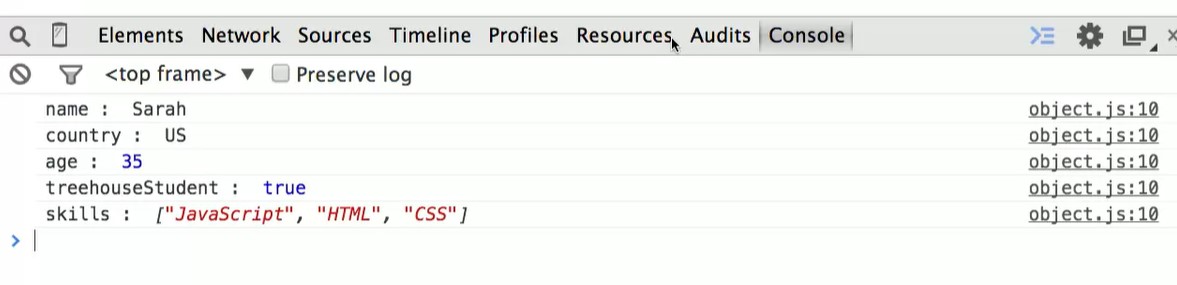 Elements Network Sources Timeline Profiles Resources Audits Console
<top frame> ▼ Preserve log
name :  Sarah object.js:10
country :  US object.js:10
age :  35 object.js:10
treehouseStudent :  true object.js:10
skills :  ["JavaScript", "HTML", "CSS"] object.js:10
>